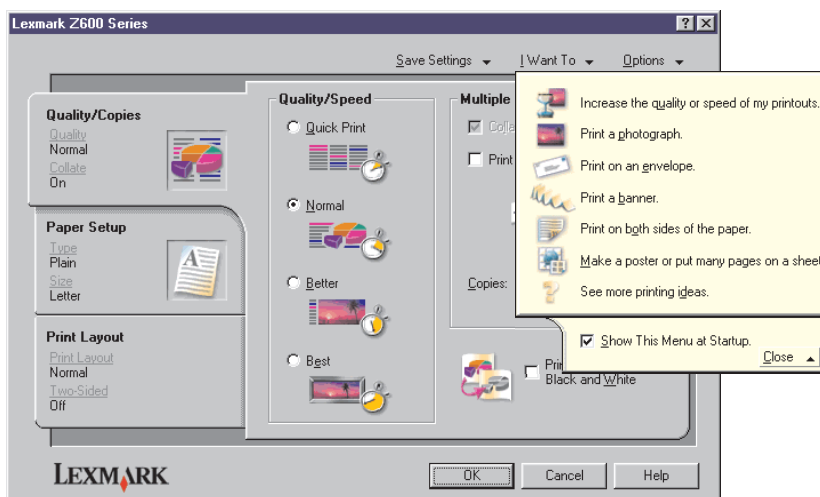 Lexmark Z600 Series
Save Settings
I Want To
Options
Quality/Copies
Quality
Normal
Collate
On
Paper Setup
Type
Plain
Size
Letter
Print Layout
Print Layout
Normal
Two-Sided
Off
Quality/Speed
Quick Print
Normal
Better
Best
Multiple
Print
Copies:
Black and White
Increase the quality or speed of my printouts.
Print a photograph.
Print on an envelope.
Print a banner.
Print on both sides of the paper.
Make a poster or put many pages on a sheet
See more printing ideas.
Show This Menu at Startup.
Close
LEXMARK
OK
Cancel
Help